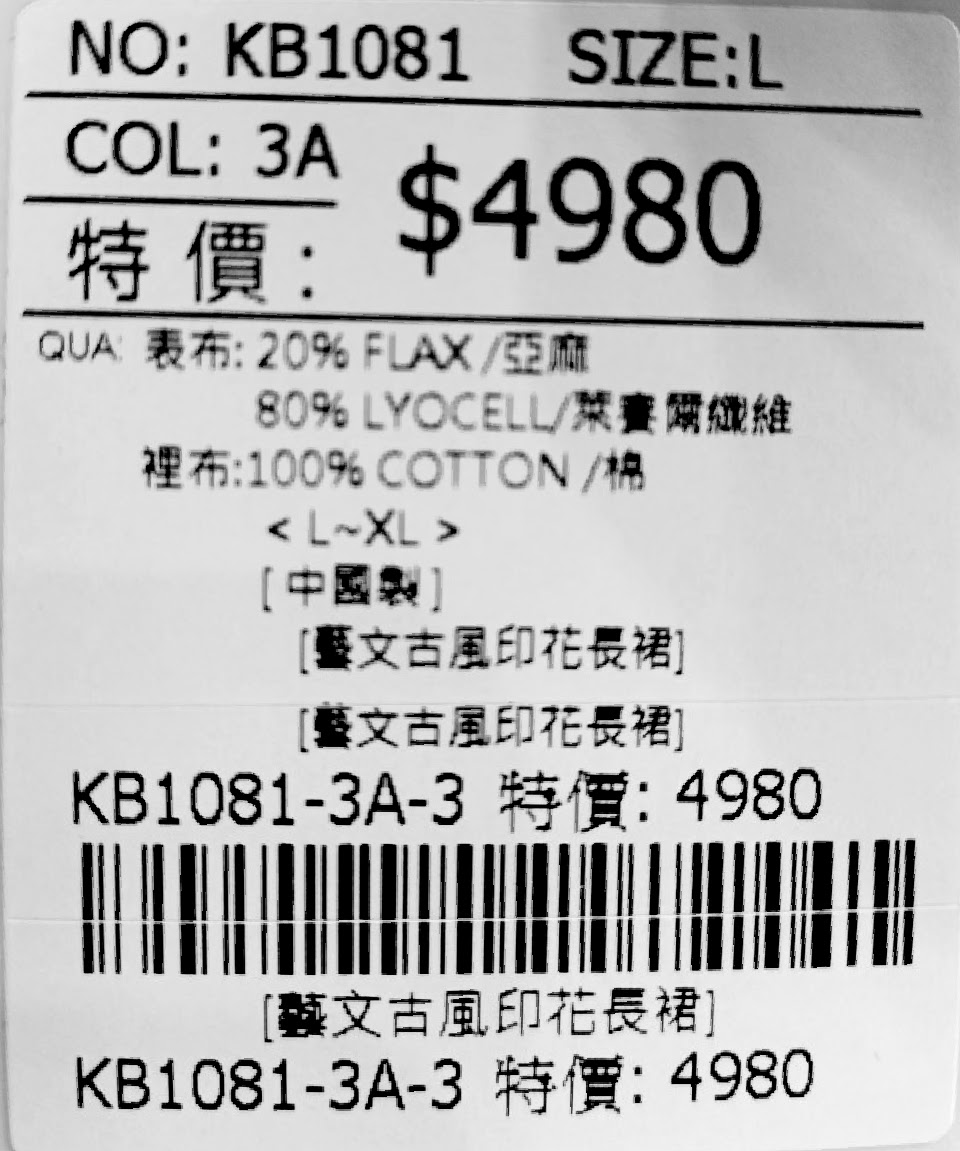 NO: KB1081 SIZE:L
COL: 3A
$4980
特價:
QUA: 表布: 20% FLAX /亞麻
80% LYOCELL/萊賽爾纖維
裡布:100% COTTON /棉
< L~XL >
[ 中國製 ]
[藝文古風印花長裙]
[藝文古風印花長裙]
KB1081-3A-3 特價: 4980
[藝文古風印花長裙]
KB1081-3A-3 特價: 4980